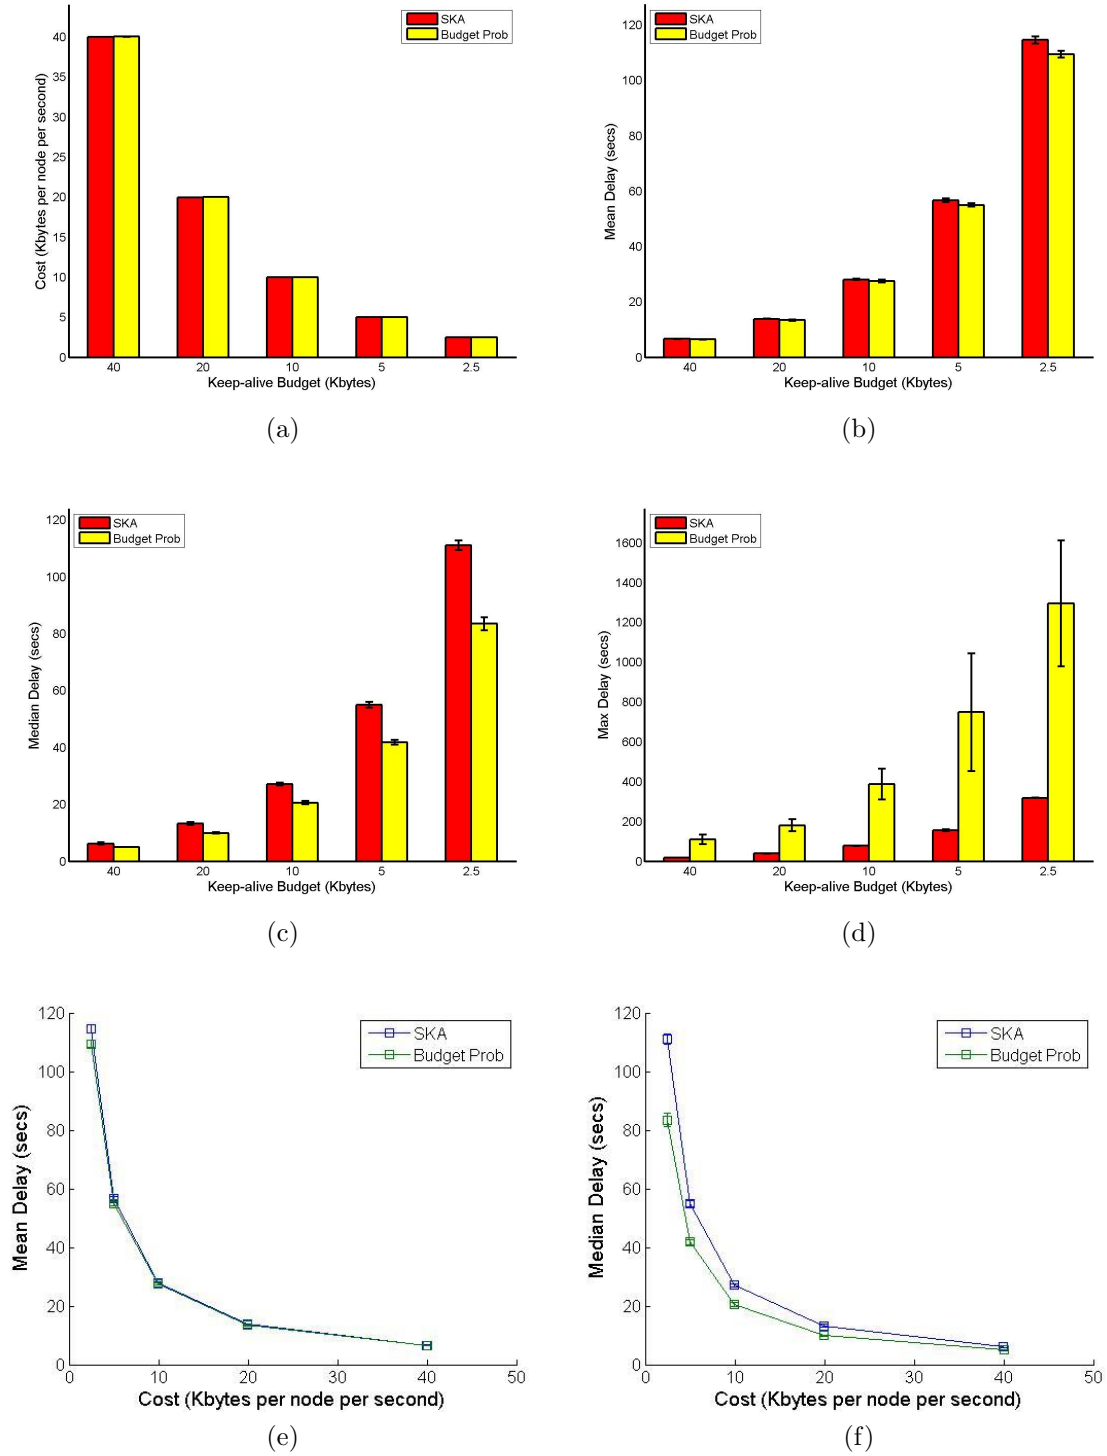 SKA
Budget Prob
40
35
30
25
20
15
10
5
0
Cost (Kbytes per node per second)
40 20 10 5 2.5
Keep-alive Budget (Kbytes)
(a)
SKA
Budget Prob
120
100
80
60
40
20
0
Mean Delay (secs)
40 20 10 5 2.5
Keep-alive Budget (Kbytes)
(b)
SKA
Budget Prob
120
100
80
60
40
20
0
Median Delay (secs)
40 20 10 5 2.5
Keep-alive Budget (Kbytes)
(c)
SKA
Budget Prob
1600
1400
1200
1000
800
600
400
200
0
Max Delay (secs)
40 20 10 5 2.5
Keep-alive Budget (Kbytes)
(d)
SKA
Budget Prob
120
100
80
60
40
20
0
Mean Delay (secs)
0 10 20 30 40 50
Cost (Kbytes per node per second)
(e)
SKA
Budget Prob
120
100
80
60
40
20
0
Median Delay (secs)
0 10 20 30 40 50
Cost (Kbytes per node per second)
(f)